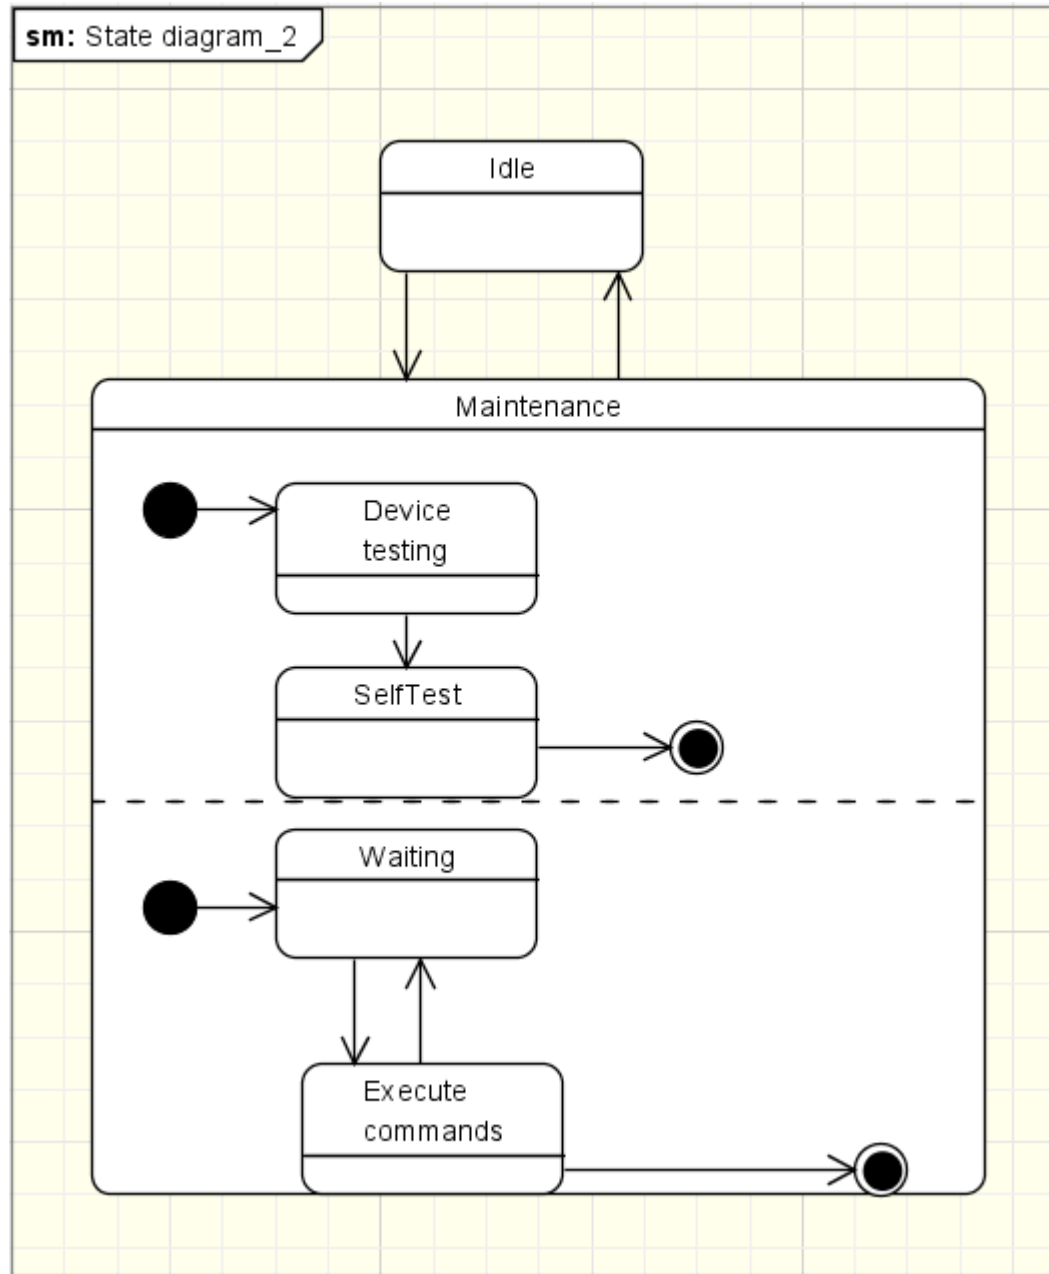 sm: State diagram_2
Idle
Maintenance
Device
testing
SelfTest
Waiting
Execute
commands